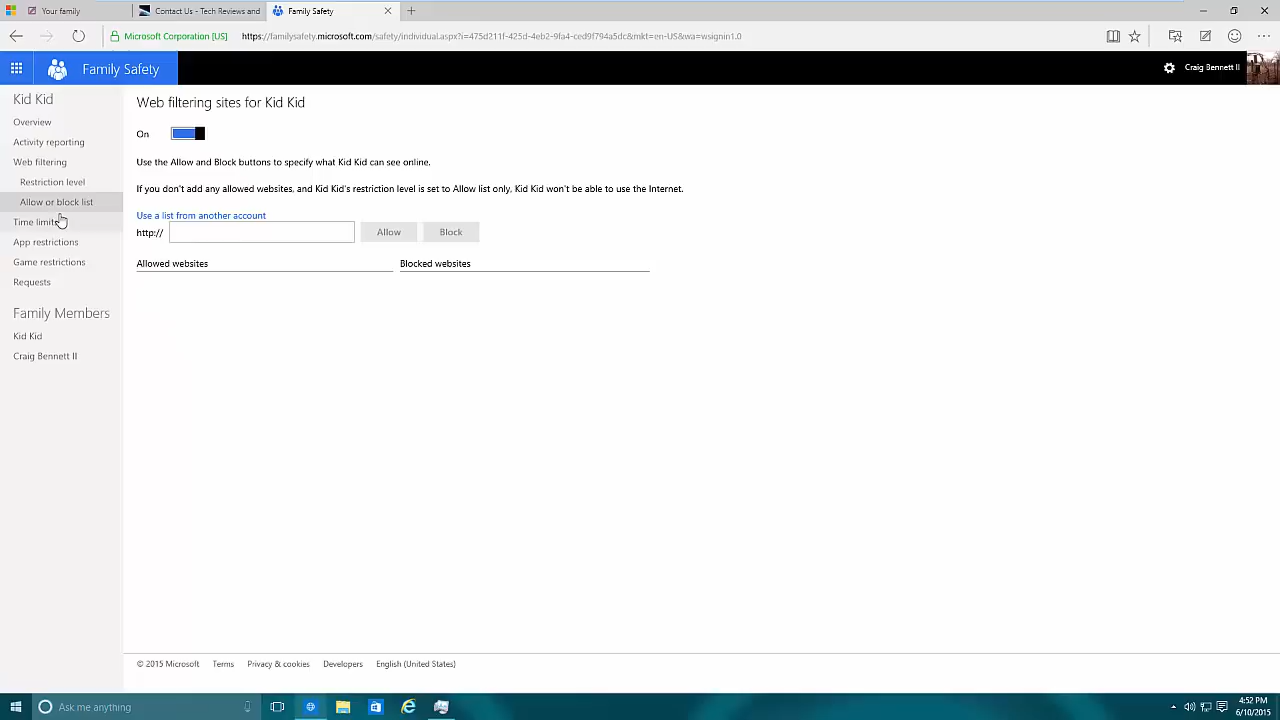 Your family
Contact Us - Tech Reviews and
Family Safety
Microsoft Corporation [US]
https://familysafety.microsoft.com/safety/individual.aspx?i=475d211f-425d-4eb2-9fa4-ced9f794a5dc&mkt=en-US&wa=wsignin1.0
Family Safety
Craig Bennett II
Kid Kid
Overview
Activity reporting
Web filtering
Restriction level
Allow or block list
Time limits
App restrictions
Game restrictions
Requests
Family Members
Kid Kid
Craig Bennett II
Web filtering sites for Kid Kid
On
Use the Allow and Block buttons to specify what Kid Kid can see online.
If you don't add any allowed websites, and Kid Kid's restriction level is set to Allow list only, Kid Kid won't be able to use the Internet.
Use a list from another account
http://
Allow
Block
Allowed websites
Blocked websites
© 2015 Microsoft
Terms
Privacy & cookies
Developers
English (United States)
Ask me anything
4:52 PM
6/10/2015